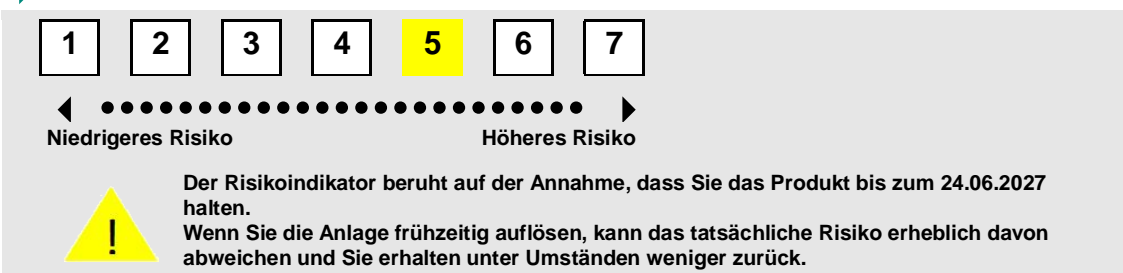 1 2 3 4 5 6 7
Niedrigeres Risiko Höheres Risiko
Der Risikoindikator beruht auf der Annahme, dass Sie das Produkt bis zum 24.06.2027
halten.
! Wenn Sie die Anlage frühzeitig auflösen, kann das tatsächliche Risiko erheblich davon
abweichen und Sie erhalten unter Umständen weniger zurück.